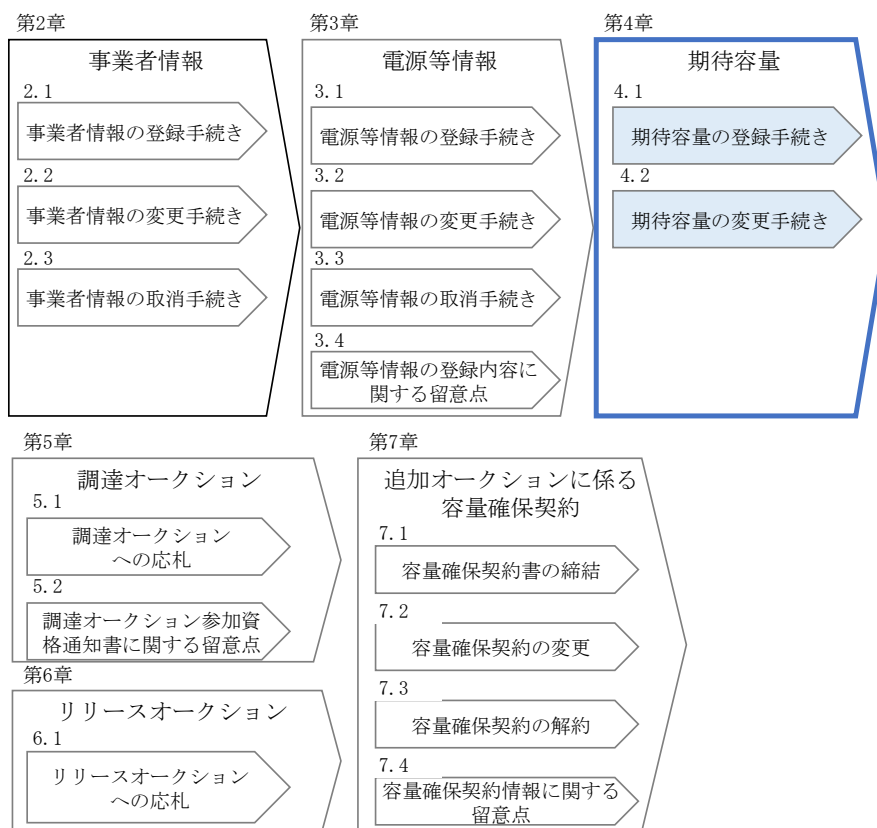 第2章
事業者情報
2.1
事業者情報の登録手続き
2.2
事業者情報の変更手続き
2.3
事業者情報の取消手続き
第3章
電源等情報
3.1
電源等情報の登録手続き
3.2
電源等情報の変更手続き
3.3
電源等情報の取消手続き
3.4
電源等情報の登録内容に
関する留意点
第4章
期待容量
4.1
期待容量の登録手続き
4.2
期待容量の変更手続き
第5章
調達オークション
5.1
調達オークション
への応札
5.2
調達オークション参加資
格通知書に関する留意点
第6章
リリースオークション
6.1
リリースオークション
への応札
第7章
追加オークションに係る
容量確保契約
7.1
容量確保契約書の締結
7.2
容量確保契約の変更
7.3
容量確保契約の解約
7.4
容量確保契約情報に関する
留意点